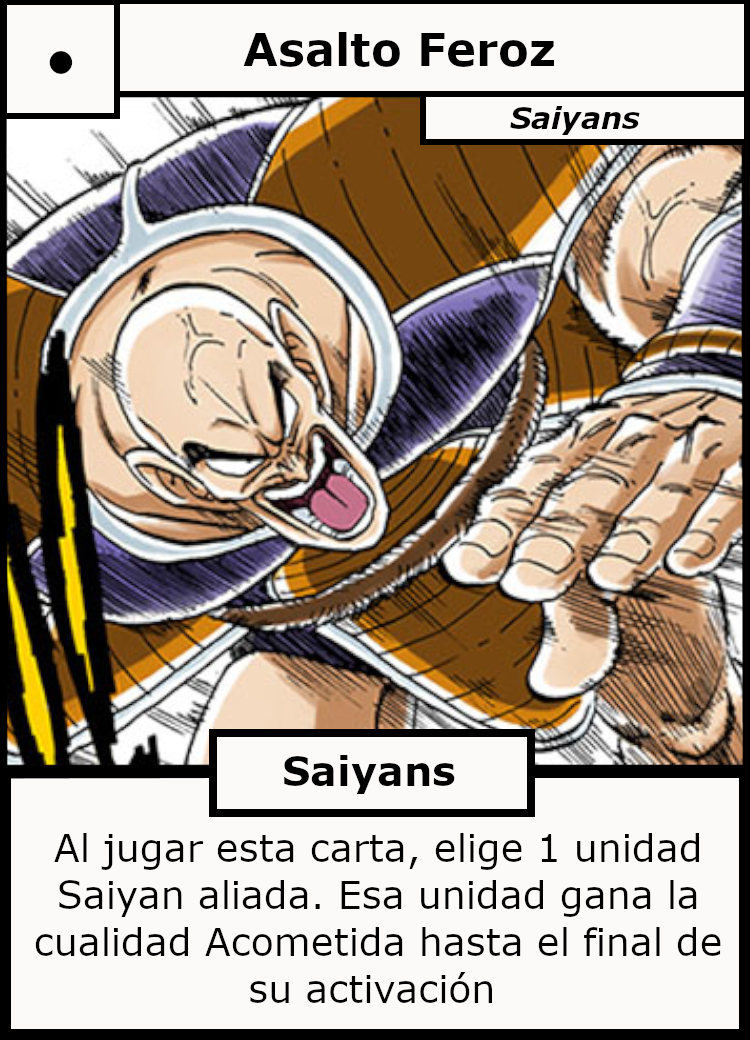 •
Asalto Feroz
Saiyans
Saiyans
Al jugar esta carta, elige 1 unidad
Saiyan aliada. Esa unidad gana la
cualidad Acometida hasta el final de
su activación